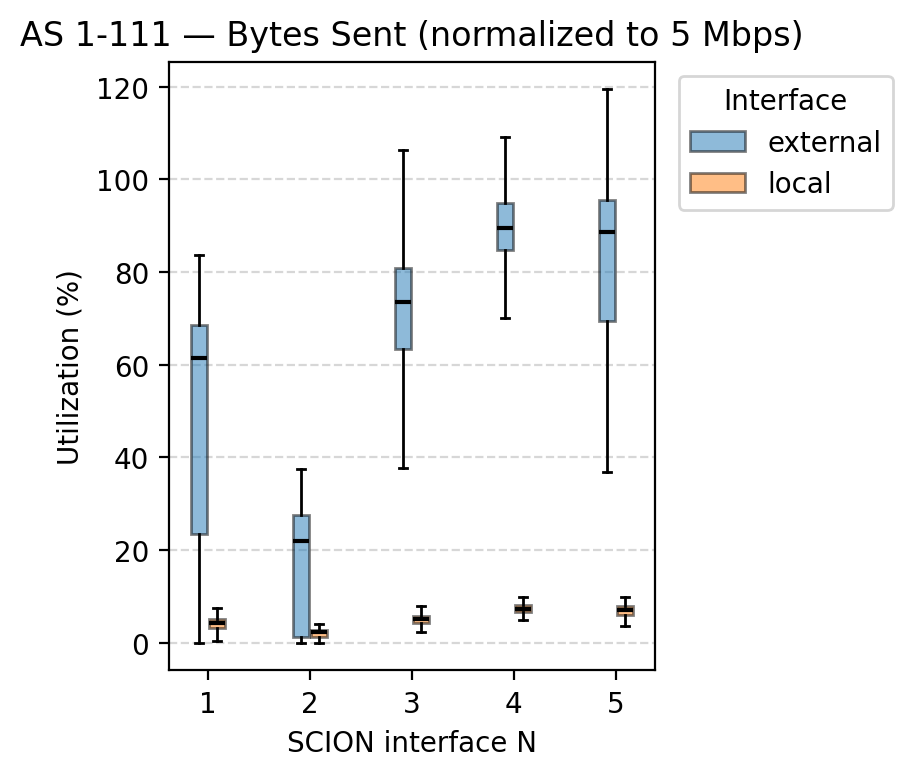 AS 1-111 — Bytes Sent (normalized to 5 Mbps)
Interface
external
local
Utilization (%)
120
100
80
60
40
20
0
1 2 3 4 5
SCION interface N